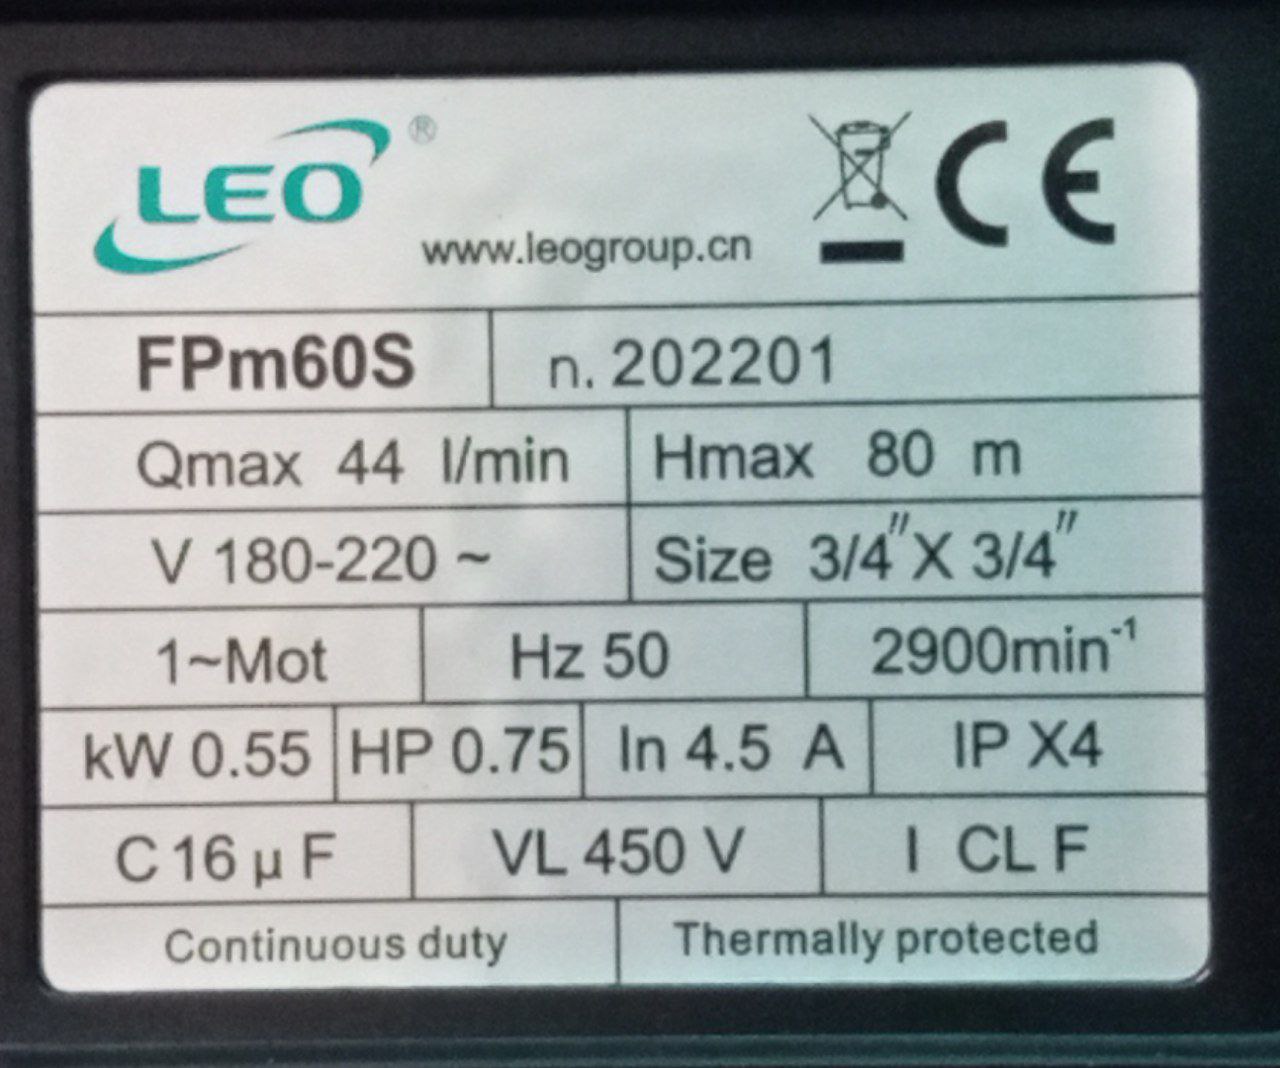 LEO ®
www.leogroup.cn
CE
FPm60S n. 202201
Qmax 44 l/min Hmax 80 m
V 180-220 ~ Size 3/4" X 3/4"
1~Mot Hz 50 2900min⁻¹
kW 0.55 HP 0.75 In 4.5 A IP X4
C 16 µ F VL 450 V I CL F
Continuous duty Thermally protected